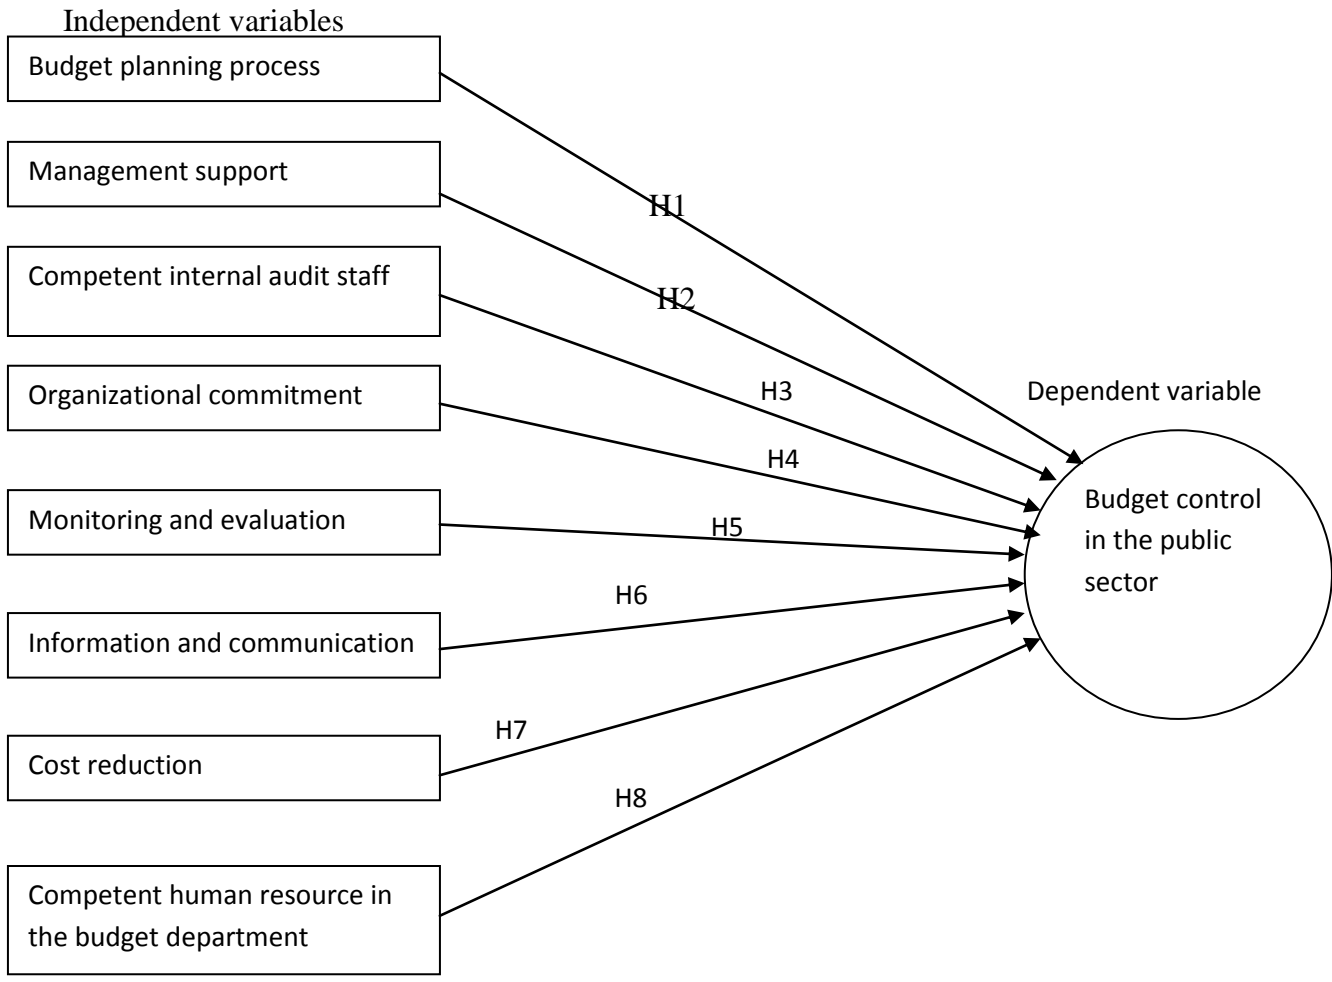 Independent variables
Budget planning process
Management support
H1
Competent internal audit staff
H2
Organizational commitment
H3
Dependent variable
H4
Monitoring and evaluation
H5
Budget control
in the public
sector
H6
Information and communication
H7
Cost reduction
H8
Competent human resource in
the budget department